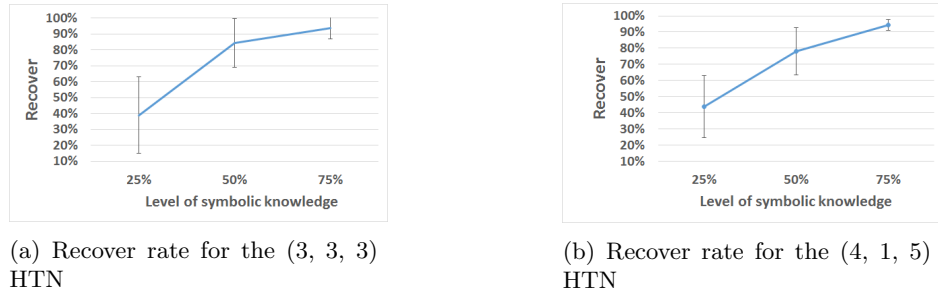 100%
90%
80%
70%
60%
50%
40%
30%
20%
10%
Recover
25% 50% 75%
Level of symbolic knowledge
(a) Recover rate for the (3, 3, 3)
HTN
100%
90%
80%
70%
60%
50%
40%
30%
20%
10%
Recover
25% 50% 75%
Level of symbolic knowledge
(b) Recover rate for the (4, 1, 5)
HTN